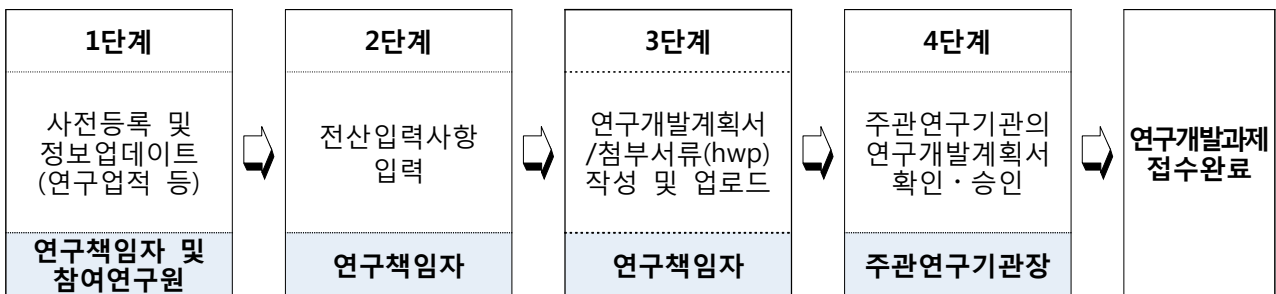 1단계
사전등록 및
정보업데이트
(연구업적 등)
연구책임자 및
참여연구원
2단계
전산입력사항
입력
연구책임자
3단계
연구개발계획서
/첨부서류(hwp)
작성 및 업로드
연구책임자
4단계
주관연구기관의
연구개발계획서
확인・승인
주관연구기관장
연구개발과제
접수완료